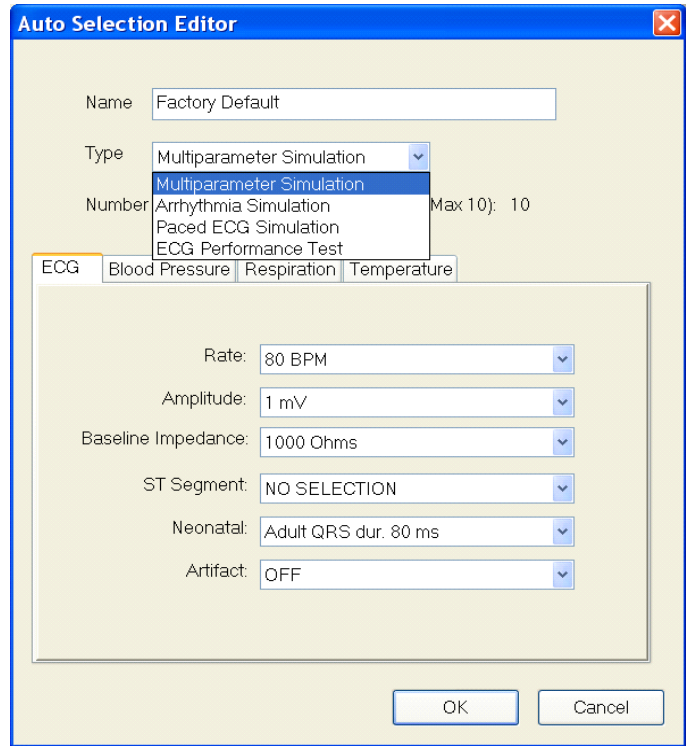 Auto Selection Editor
Name Factory Default
Type Multiparameter Simulation
Multiparameter Simulation
Number Arrhythmia Simulation Max 10): 10
Paced ECG Simulation
ECG Performance Test
ECG Blood Pressure Respiration Temperature
Rate: 80 BPM
Amplitude: 1 mV
Baseline Impedance: 1000 Ohms
ST Segment: NO SELECTION
Neonatal: Adult QRS dur. 80 ms
Artifact: OFF
OK Cancel